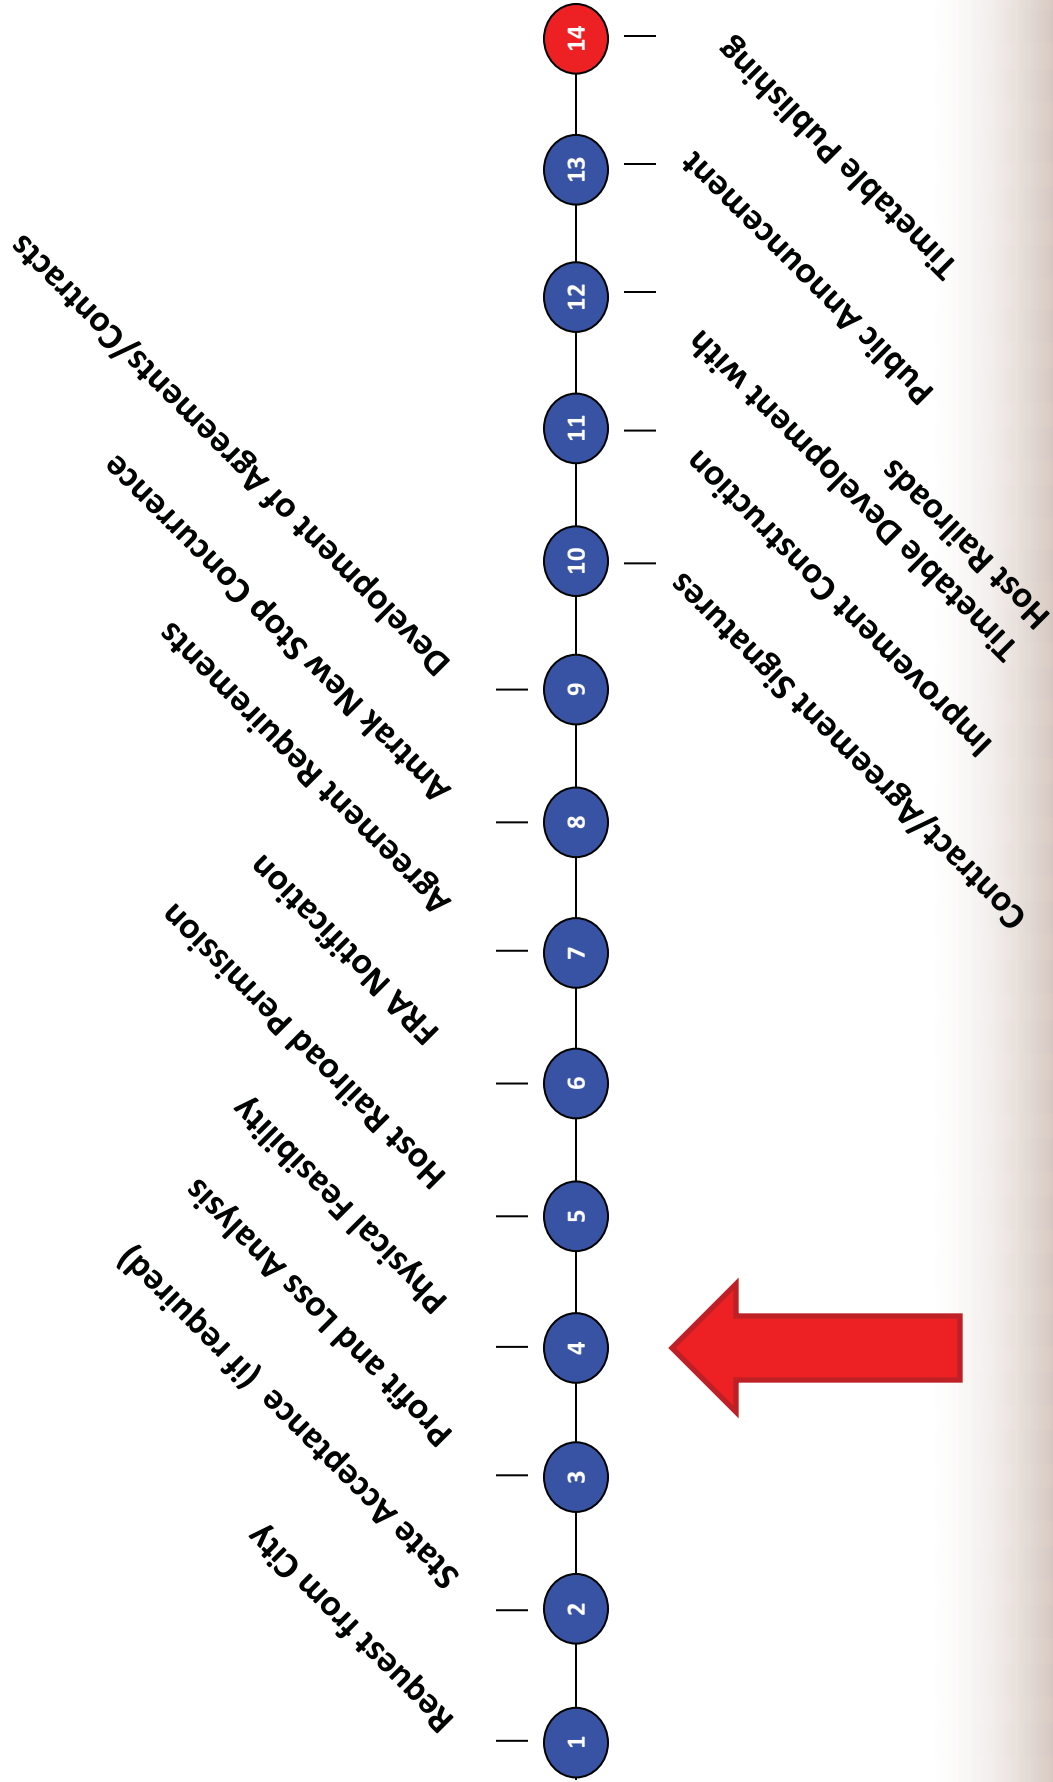 Request from City
State Acceptance (if required)
Profit and Loss Analysis
Physical Feasibility
Host Railroad Permission
FRA Notification
Agreement Requirements
Amtrak New Stop Concurrence
Development of Agreements/Contracts
1
2
3
4
5
6
7
8
9
10
11
12
13
14
Contract/Agreement Signatures
Improvement Construction
Timetable Development with
Host Railroads
Public Announcement
Timetable Publishing